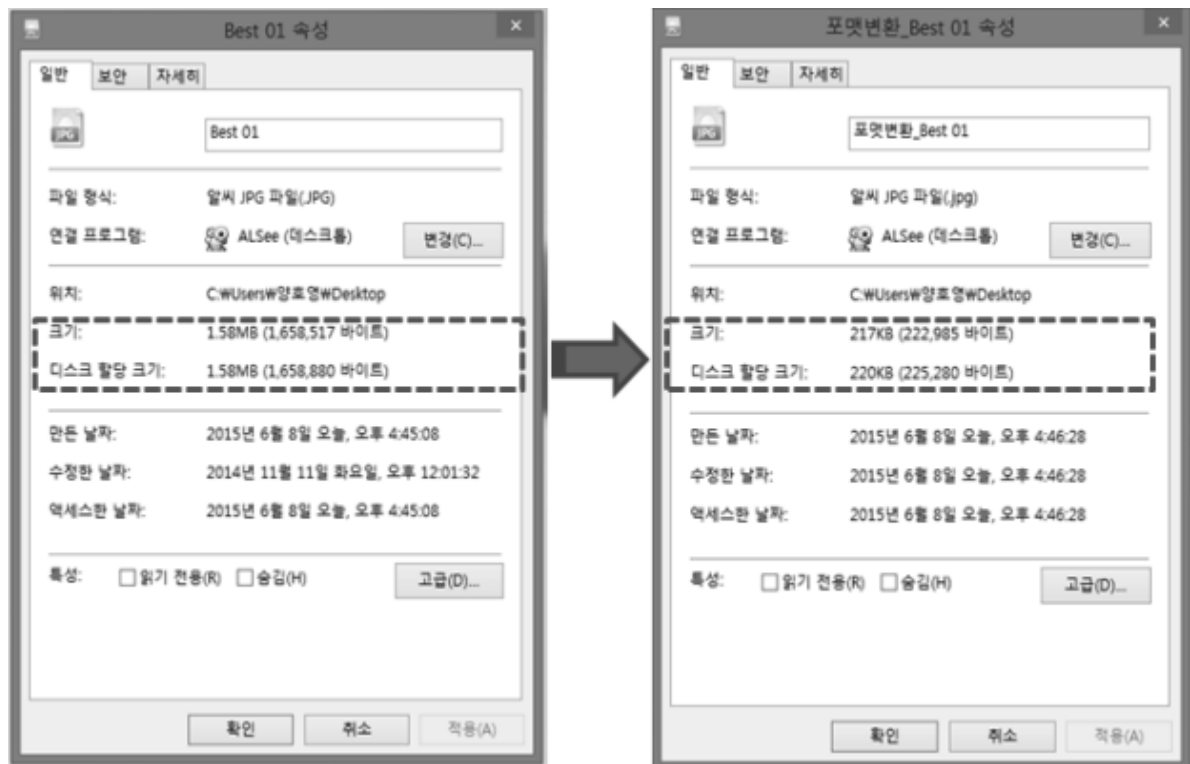 Best 01 속성
일반 보안 자세히
JPG
Best 01
파일 형식: 알씨 JPG 파일(.JPG)
연결 프로그램: ALSee (데스크톱) 변경(C)...
위치: C:₩Users₩양호영₩Desktop
크기: 1.58MB (1,658,517 바이트)
디스크 할당 크기: 1.58MB (1,658,880 바이트)
만든 날짜: 2015년 6월 8일 오늘, 오후 4:45:08
수정한 날짜: 2014년 11월 11일 화요일, 오후 12:01:32
액세스한 날짜: 2015년 6월 8일 오늘, 오후 4:45:08
특성: 읽기 전용(R) 숨김(H) 고급(D)...
확인 취소 적용(A)
포맷변환_Best 01 속성
일반 보안 자세히
JPG
포맷변환_Best 01
파일 형식: 알씨 JPG 파일(.jpg)
연결 프로그램: ALSee (데스크톱) 변경(C)...
위치: C:₩Users₩양호영₩Desktop
크기: 217KB (222,985 바이트)
디스크 할당 크기: 220KB (225,280 바이트)
만든 날짜: 2015년 6월 8일 오늘, 오후 4:46:28
수정한 날짜: 2015년 6월 8일 오늘, 오후 4:46:28
액세스한 날짜: 2015년 6월 8일 오늘, 오후 4:46:28
특성: 읽기 전용(R) 숨김(H) 고급(D)...
확인 취소 적용(A)